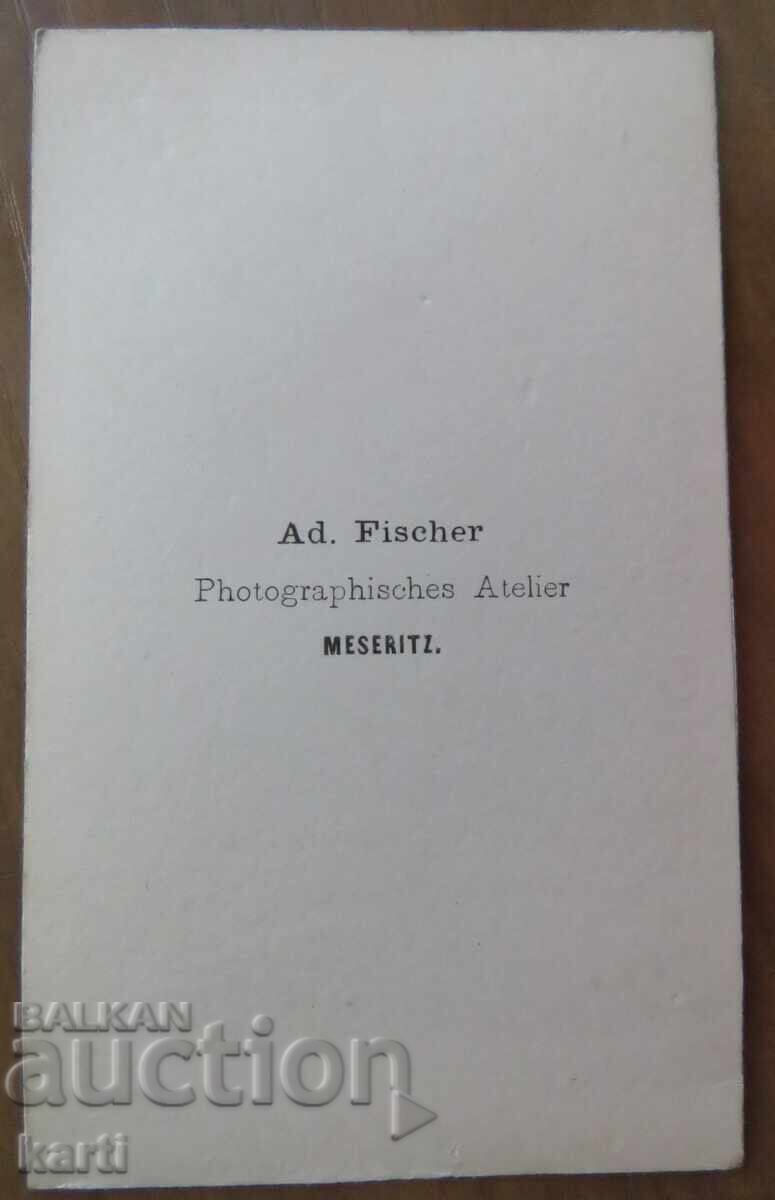 Ad. Fischer
Photographisches Atelier
MESERITZ.
BALKAN
auction
karti